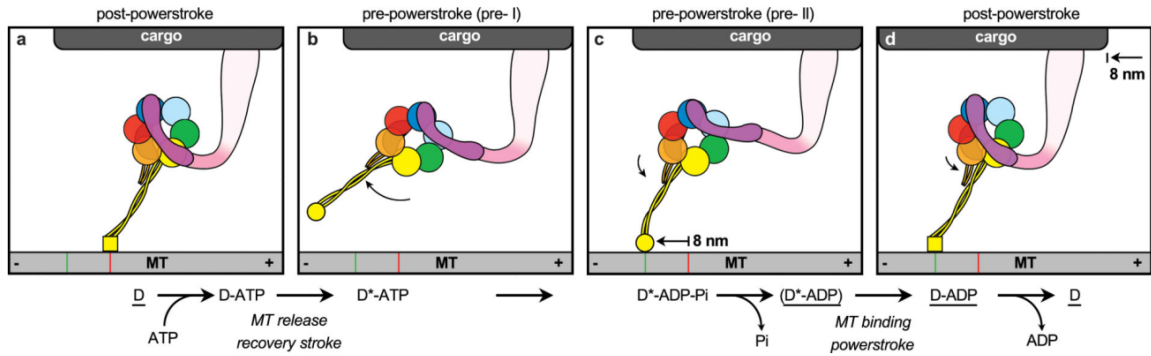 post-powerstroke
pre-powerstroke (pre- I)
pre-powerstroke (pre- II)
post-powerstroke
a
cargo
b
cargo
c
cargo
d
cargo
8 nm
8 nm
- MT +
- MT +
- MT +
- MT +
D
D-ATP
D*-ATP
D*-ADP-Pi
(D*-ADP)
D-ADP
D
ATP
MT release
recovery stroke
Pi
MT binding
powerstroke
ADP